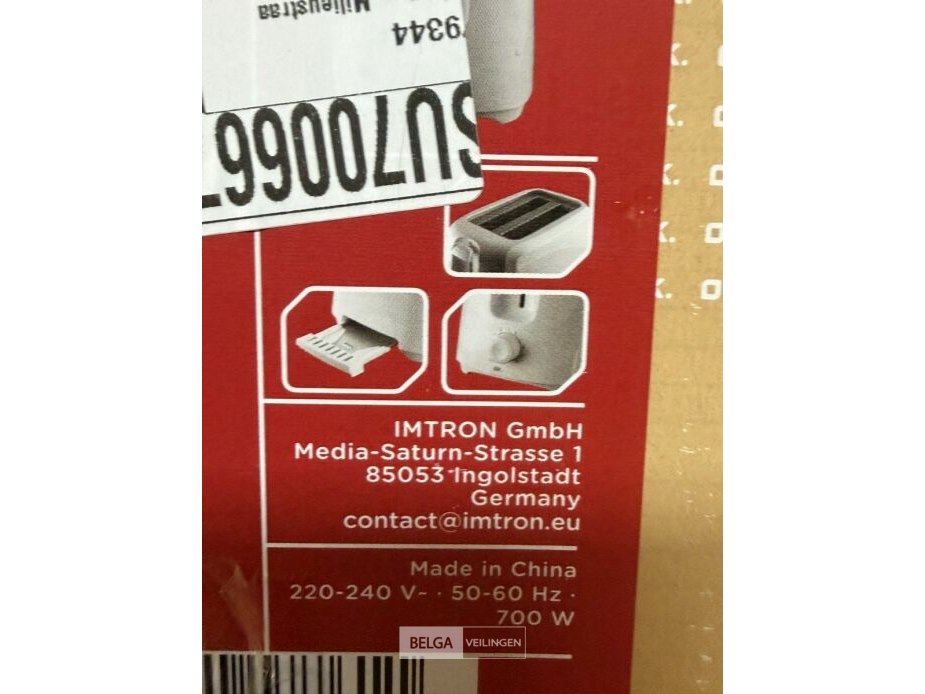 Milieustraa
9344
SU70066
K.
K.
K.
K. O
K. O
IMTRON GmbH
Media-Saturn-Strasse 1
85053 Ingolstadt
Germany
contact@imtron.eu
Made in China
220-240 V~ · 50-60 Hz ·
700 W
BELGA VEILINGEN